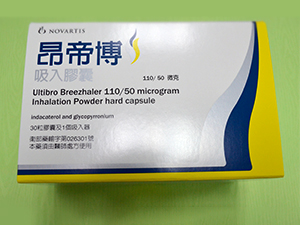 NOVARTIS
昂帝博
吸入膠囊
110/50 微克
Ultibro Breezhaler 110/50 microgram
Inhalation Powder hard capsule
indacaterol and glycopyrronium
30粒膠囊及1個吸入器
衛部藥輸字第026301號
本藥須由醫師處方使用